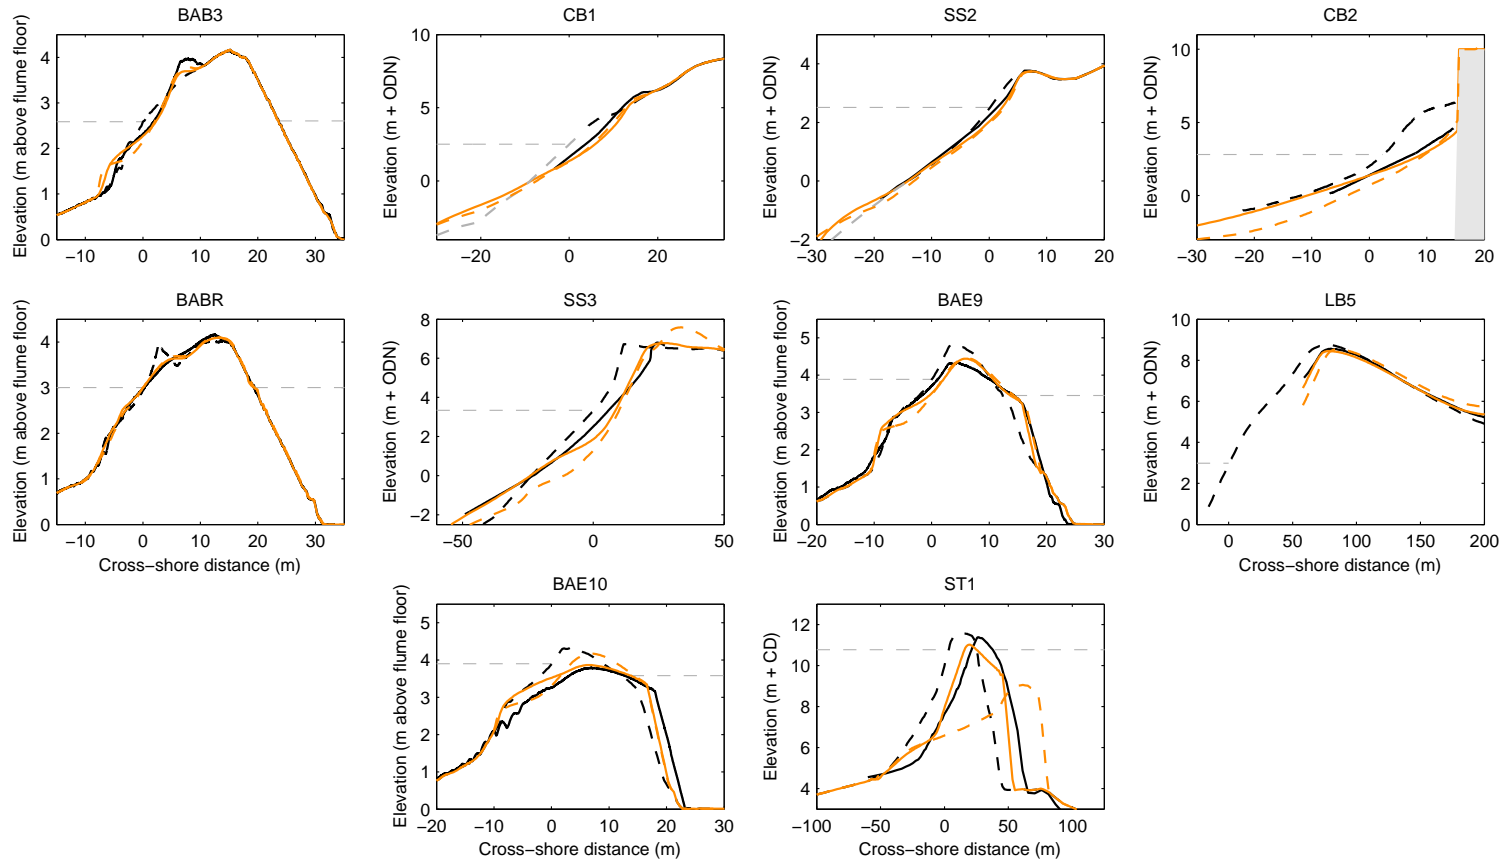 BAB3
CB1
SS2
CB2
Elevation (m above flume floor)
4
3
2
1
0
−10 0 10 20 30
Elevation (m + ODN)
10
5
0
−20 0 20
Elevation (m + ODN)
4
2
0
−2
−30 −20 −10 0 10 20
Elevation (m + ODN)
10
5
0
−30 −20 −10 0 10 20
BABR
SS3
BAE9
LB5
Elevation (m above flume floor)
4
3
2
1
0
−10 0 10 20 30
Cross−shore distance (m)
Elevation (m + ODN)
8
6
4
2
0
−2
−50 0 50
Elevation (m above flume floor)
5
4
3
2
1
0
−20 −10 0 10 20 30
Elevation (m + ODN)
10
8
6
4
2
0
0 50 100 150 200
Cross−shore distance (m)
BAE10
ST1
Elevation (m above flume floor)
5
4
3
2
1
0
−20 −10 0 10 20 30
Cross−shore distance (m)
Elevation (m + CD)
12
10
8
6
4
−100 −50 0 50 100
Cross−shore distance (m)